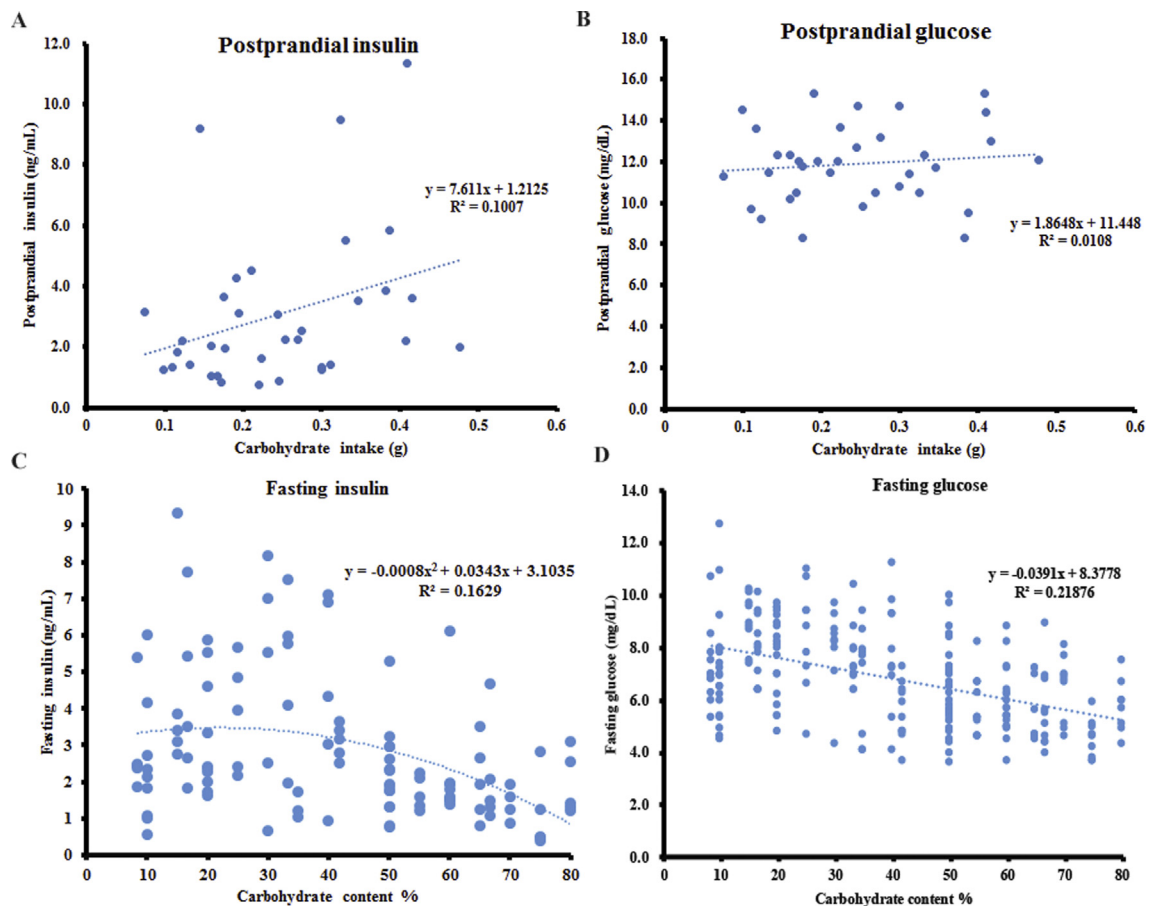 A
Postprandial insulin
12.0
10.0
8.0
6.0
4.0
2.0
0.0
Postprandial insulin (ng/mL)
y = 7.611x + 1.2125
R² = 0.1007
0 0.1 0.2 0.3 0.4 0.5 0.6
Carbohydrate intake (g)
B
Postprandial glucose
18.0
16.0
14.0
12.0
10.0
8.0
6.0
4.0
2.0
0.0
Postprandial glucose (mg/dL)
y = 1.8648x + 11.448
R² = 0.0108
0 0.1 0.2 0.3 0.4 0.5 0.6
Carbohydrate intake (g)
C
Fasting insulin
10
9
8
7
6
5
4
3
2
1
0
Fasting insulin (ng/mL)
y = -0.0008x² + 0.0343x + 3.1035
R² = 0.1629
0 10 20 30 40 50 60 70 80
Carbohydrate content %
D
Fasting glucose
14.0
12.0
10.0
8.0
6.0
4.0
2.0
0.0
Fasting glucose (mg/dL)
y = -0.0391x + 8.3778
R² = 0.21876
0 10 20 30 40 50 60 70 80
Carbohydrate content %